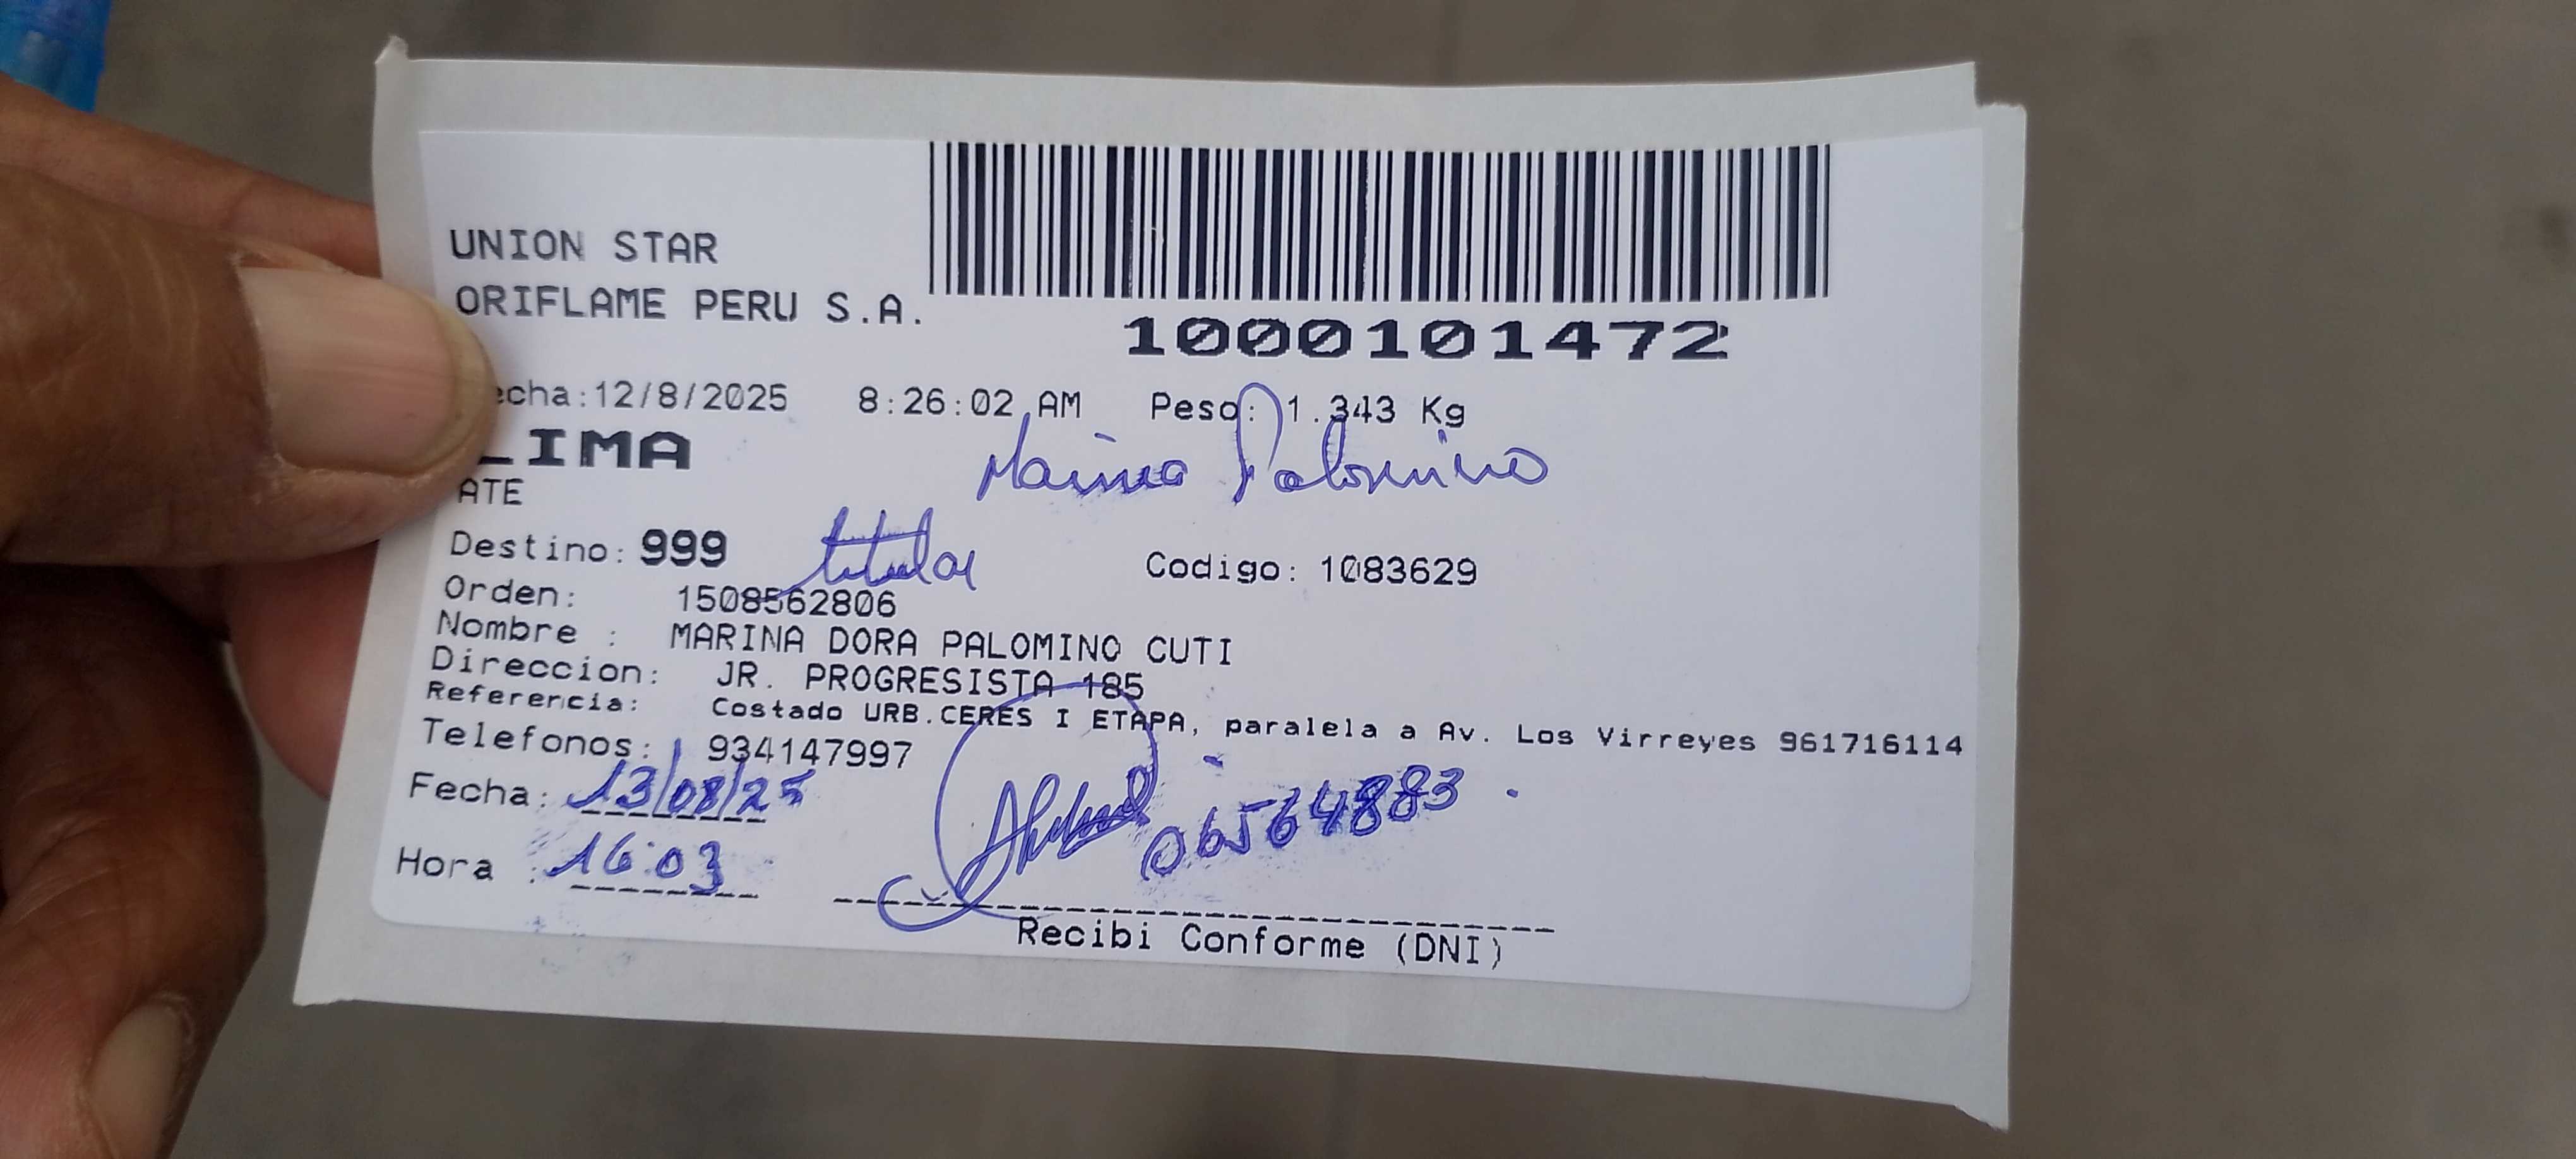 UNION STAR
ORIFLAME PERU S.A.
1000101472
echa:12/8/2025 8:26:02 AM Peso: 1.343 Kg
LIMA
Marina Palomino
ATE
Destino: 999 titular Codigo: 1083629
Orden: 1508562806
Nombre : MARINA DORA PALOMINO CUTI
Direccion: JR. PROGRESISTA 185
Referencia: Costado URB.CERES I ETAPA, paralela a Av. Los Virreyes 961716114
Telefonos: 934147997
Fecha: 13/08/25
06564883
Hora : 16:03
Recibi Conforme (DNI)